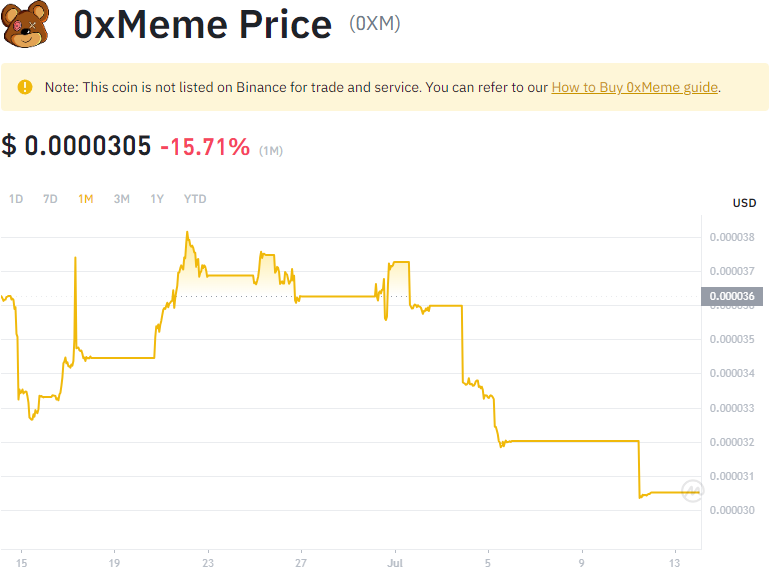 0xMeme Price (0XM)
Note: This coin is not listed on Binance for trade and service. You can refer to our How to Buy 0xMeme guide.
$ 0.0000305 -15.71% (1M)
1D 7D 1M 3M 1Y YTD
USD
0.000038
0.000037
0.000036
0.000036
0.000035
0.000034
0.000033
0.000032
0.000031
0.000030
15 19 23 27 Jul 5 9 13